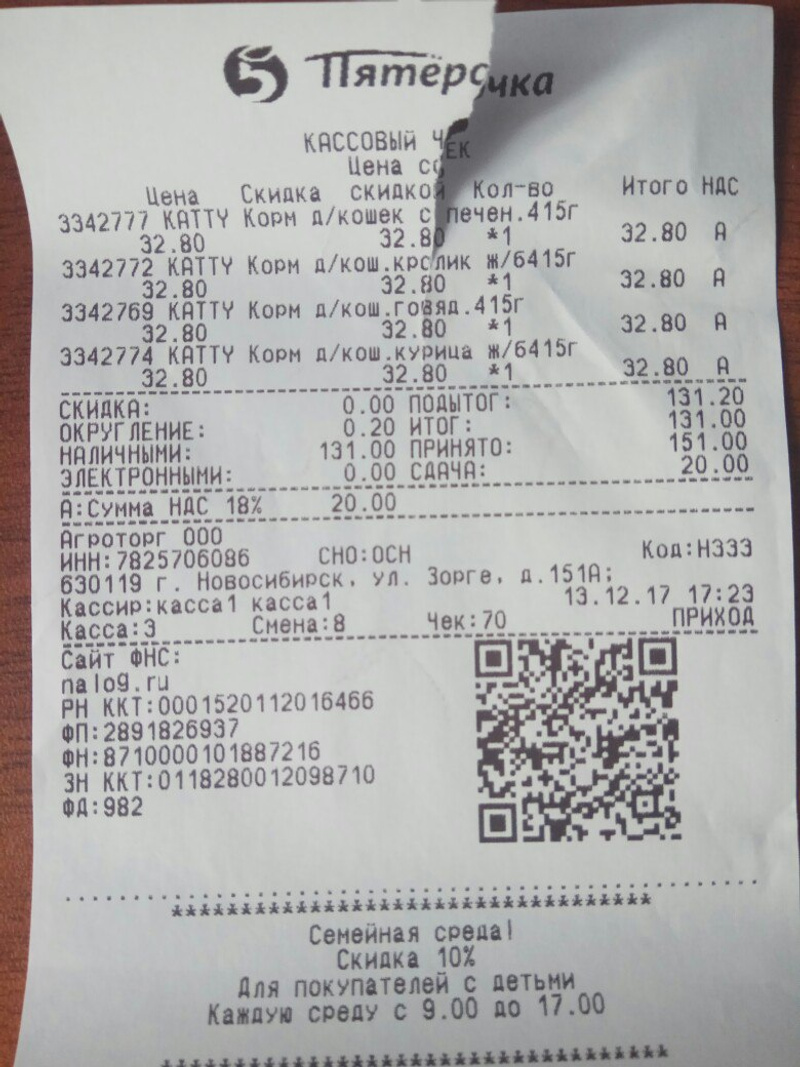 5 Пятёрочка
КАССОВЫЙ ЧЕК
Цена со
Цена Скидка скидкой Кол-во Итого НДС
3342777 KATTY Корм д/кошек с печен.415г
32.80 32.80 *1 32.80 А
3342772 KATTY Корм д/кош.кролик ж/б415г
32.80 32.80 *1 32.80 А
3342769 KATTY Корм д/кош.говяд.415г
32.80 32.80 *1 32.80 А
3342774 KATTY Корм д/кош.курица ж/б415г
32.80 32.80 *1 32.80 А
СКИДКА: 0.00 ПОДЫТОГ: 131.20
ОКРУГЛЕНИЕ: 0.20 ИТОГ: 131.00
НАЛИЧНЫМИ: 131.00 ПРИНЯТО: 151.00
ЭЛЕКТРОННЫМИ: 0.00 СДАЧА: 20.00
А:Сумма НДС 18% 20.00
Агроторг ООО
ИНН:7825706086 СНО:ОСН Код:Н333
630119 г. Новосибирск, ул. Зорге, д.151А;
Кассир:касса1 касса1 13.12.17 17:23
Касса:3 Смена:8 Чек:70 ПРИХОД
Сайт ФНС:
nalog.ru
РН ККТ:0001520112016466
ФП:2891826937
ФН:8710000101887216
ЗН ККТ:0118280012098710
ФД:982
Семейная среда!
Скидка 10%
Для покупателей с детьми
Каждую среду с 9.00 до 17.00